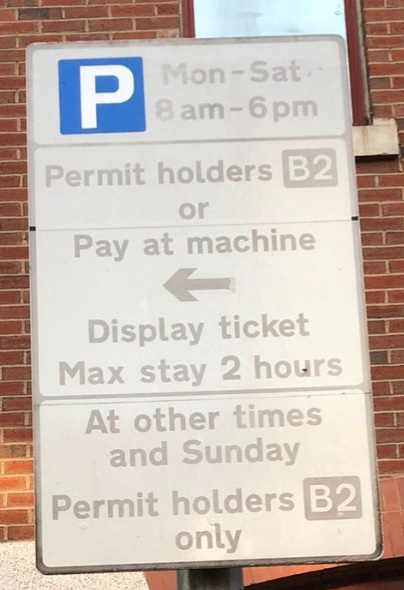 P Mon-Sat
8am-6pm
Permit holders B2
or
Pay at machine
Display ticket
Max stay 2 hours
At other times
and Sunday
Permit holders B2
only